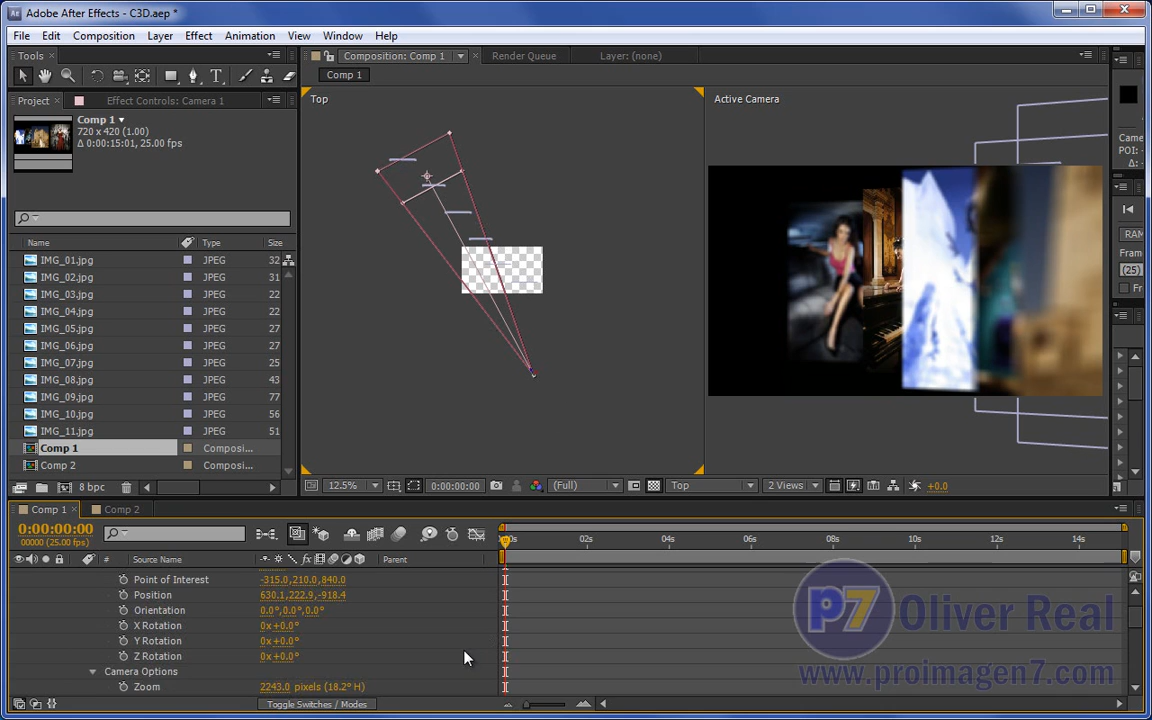 Adobe After Effects - C3D.aep *
File Edit Composition Layer Effect Animation View Window Help
Tools
Composition: Comp 1 Render Queue Layer: (none)
Comp 1
Project Effect Controls: Camera 1
Comp 1
720 x 420 (1.00)
Δ 0:00:15:01, 25.00 fps
Top
Active Camera
Came
POI:
Δ:
RAM
(25)
Fr
Name Type Size
IMG_01.jpg JPEG 32
IMG_02.jpg JPEG 32
IMG_03.jpg JPEG 22
IMG_04.jpg JPEG 22
IMG_05.jpg JPEG 27
IMG_06.jpg JPEG 27
IMG_07.jpg JPEG 25
IMG_08.jpg JPEG 43
IMG_09.jpg JPEG 77
IMG_10.jpg JPEG 56
IMG_11.jpg JPEG 51
Comp 1 Composi...
Comp 2 Composi...
8 bpc
12.5% 0:00:00:00 (Full) Top 2 Views +0.0
Comp 1 Comp 2
0:00:00:00
00000 (25.00 fps)
# Source Name fx Parent
02s 04s 06s 08s 10s 12s 14s
Point of Interest -315.0,210.0,840.0
Position 630.1,222.9,-918.4
Orientation 0.0°,0.0°,0.0°
X Rotation 0x+0.0°
Y Rotation 0x+0.0°
Z Rotation 0x+0.0°
Camera Options
Zoom 2243.0 pixels (18.2° H)
Toggle Switches / Modes
p7 Oliver Real
www.proimagen7.com